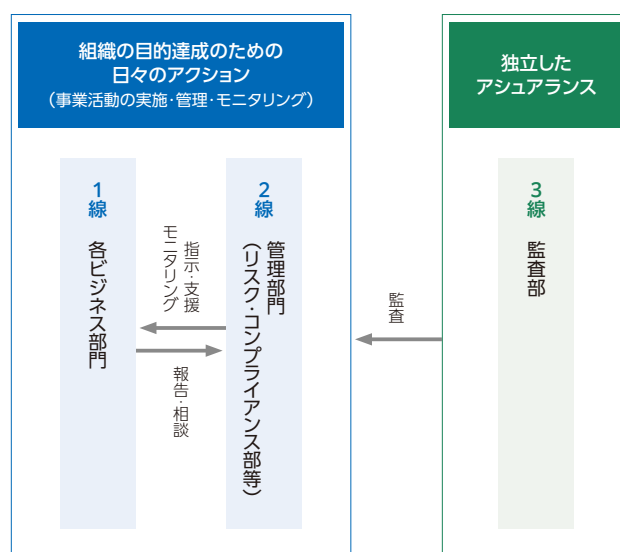 組織の目的達成のための
日々のアクション
（事業活動の実施・管理・モニタリング）
独立した
アシュアランス
1線 各ビジネス部門
指示・支援
モニタリング
報告・相談
2線 管理部門
（リスク・コンプライアンス部等）
監査
3線 監査部